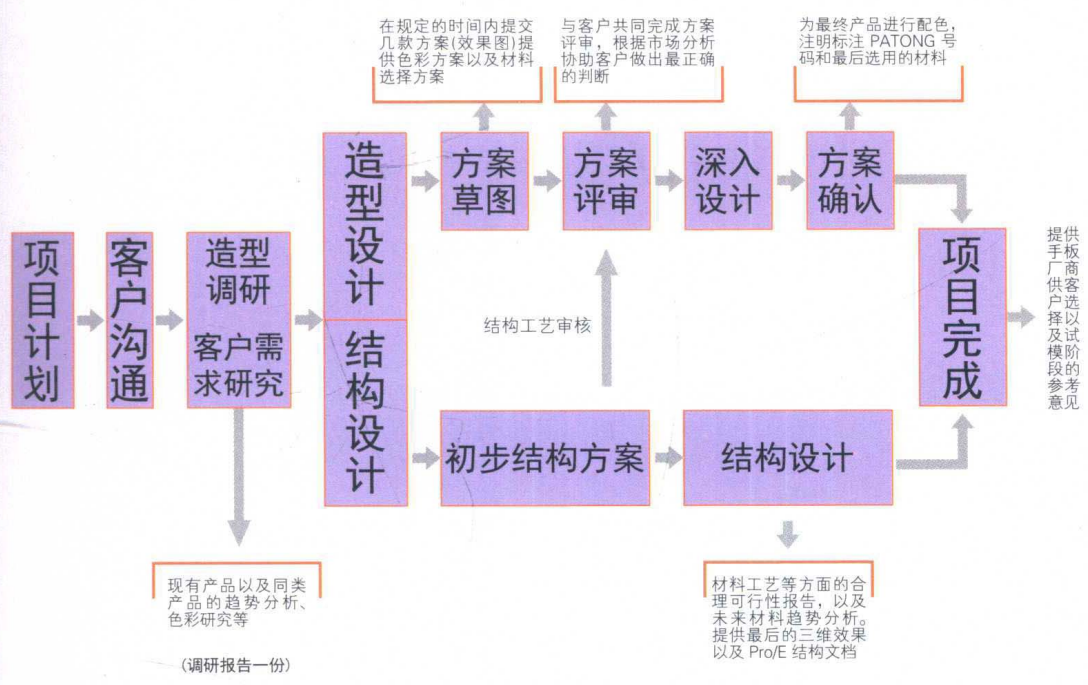 在规定的时间内提交
几款方案(效果图)提
供色彩方案以及材料
选择方案
与客户共同完成方案
评审，根据市场分析
协助客户做出最正确
的判断
为最终产品进行配色，
注明标注 PATONG 号
码和最后选用的材料
项目计划
客户沟通
造型
调研
客户需
求研究
造型设计
结构设计
方案
草图
方案
评审
深入
设计
方案
确认
结构工艺审核
初步结构方案
结构设计
项目完成
提供
手板
厂商
供客
户选
择以
及试
模阶
段的
参考
意见
现有产品以及同类
产品的趋势分析、
色彩研究等
(调研报告一份)
材料工艺等方面的合
理可行性报告，以及
未来材料趋势分析。
提供最后的三维效果
以及 Pro/E 结构文档